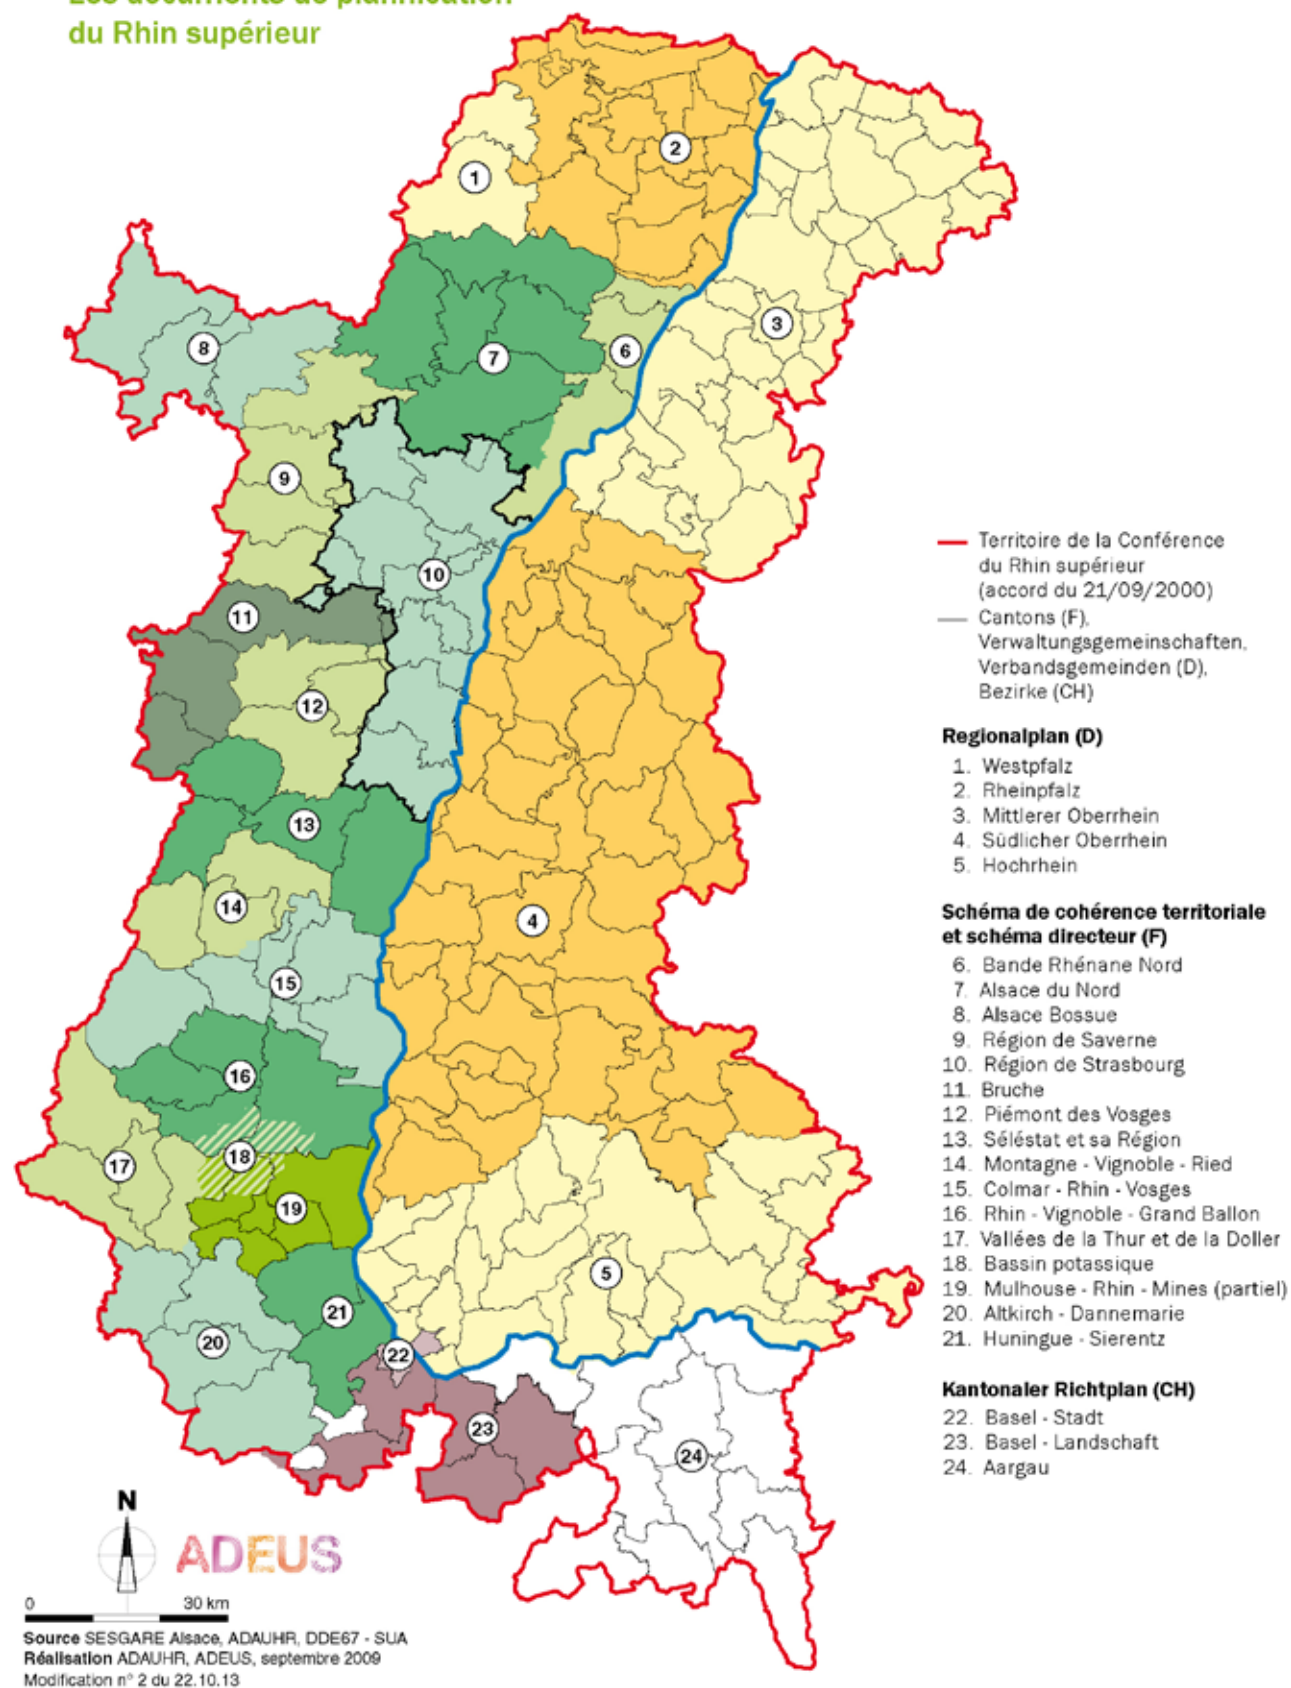 Les documents de planification
du Rhin supérieur
1
2
3
4
5
6
7
8
9
10
11
12
13
14
15
16
17
18
19
20
21
22
23
24
Territoire de la Conférence
du Rhin supérieur
(accord du 21/09/2000)
Cantons (F),
Verwaltungsgemeinschaften,
Verbandsgemeinden (D),
Bezirke (CH)
Regionalplan (D)
1. Westpfalz
2. Rheinpfalz
3. Mittlerer Oberrhein
4. Südlicher Oberrhein
5. Hochrhein
Schéma de cohérence territoriale
et schéma directeur (F)
6. Bande Rhénane Nord
7. Alsace du Nord
8. Alsace Bossue
9. Région de Saverne
10. Région de Strasbourg
11. Bruche
12. Piémont des Vosges
13. Séléstat et sa Région
14. Montagne - Vignoble - Ried
15. Colmar - Rhin - Vosges
16. Rhin - Vignoble - Grand Ballon
17. Vallées de la Thur et de la Doller
18. Bassin potassique
19. Mulhouse - Rhin - Mines (partiel)
20. Altkirch - Dannemarie
21. Huningue - Sierentz
Kantonaler Richtplan (CH)
22. Basel - Stadt
23. Basel - Landschaft
24. Aargau
N
ADEUS
0 30 km
Source SESGARE Alsace, ADAUHR, DDE67 - SUA
Réalisation ADAUHR, ADEUS, septembre 2009
Modification n° 2 du 22.10.13